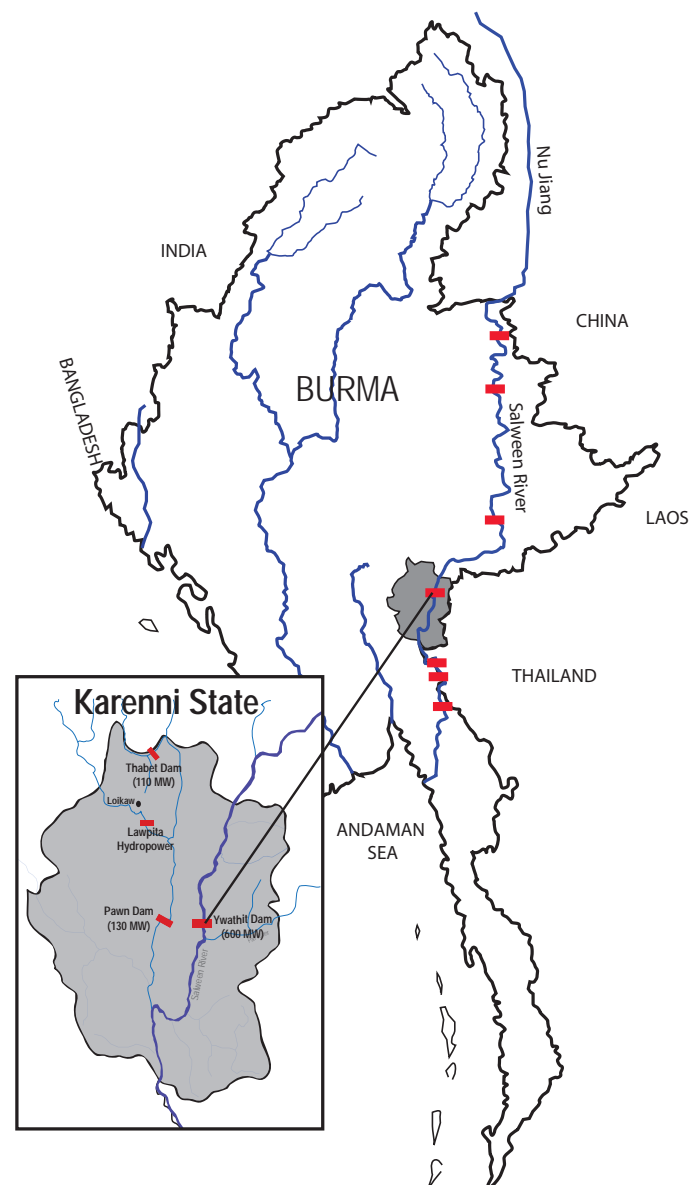 Nu Jiang
INDIA
CHINA
BANGLADESH
BURMA
Salween River
LAOS
THAILAND
ANDAMAN
SEA
Karenni State
Thabet Dam
(110 MW)
Loikaw
Lawpita
Hydropower
Pawn Dam
(130 MW)
Ywathit Dam
(600 MW)
Salween River